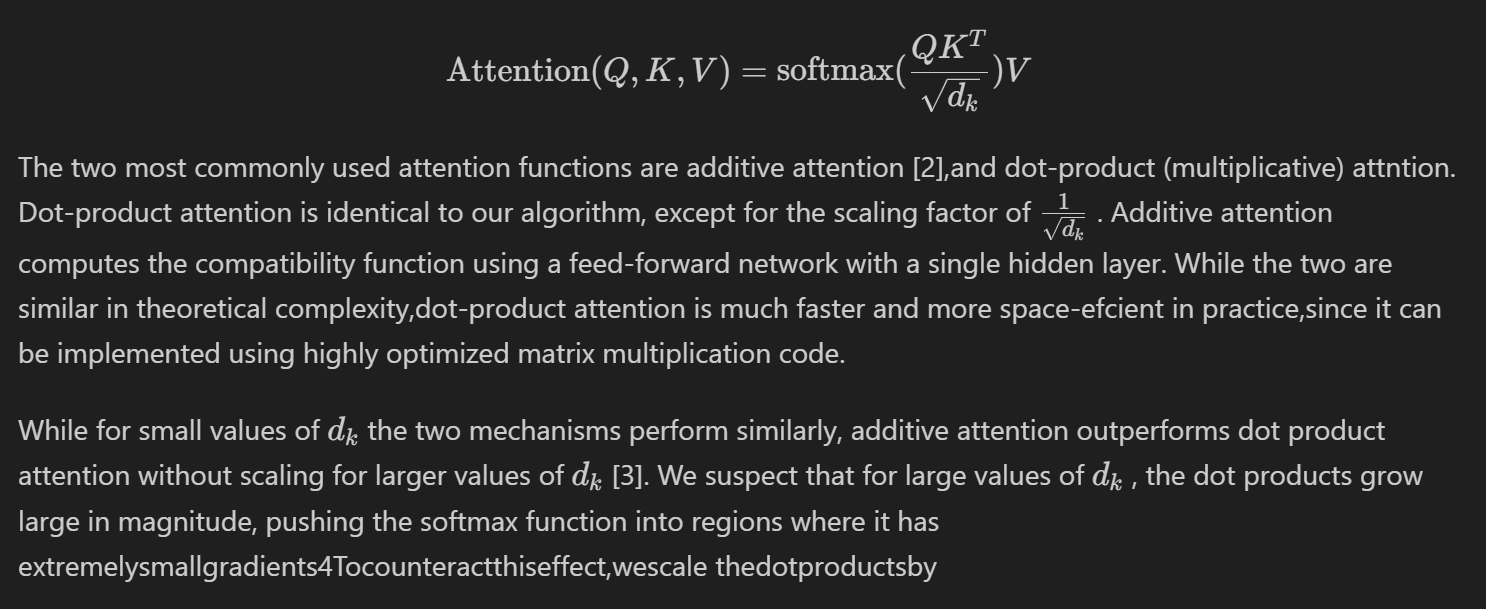 Attention(Q, K, V) = softmax(\frac{QK^T}{\sqrt{d_k}})V
The two most commonly used attention functions are additive attention [2],and dot-product (multiplicative) attntion.
Dot-product attention is identical to our algorithm, except for the scaling factor of \frac{1}{\sqrt{d_k}} . Additive attention
computes the compatibility function using a feed-forward network with a single hidden layer. While the two are
similar in theoretical complexity,dot-product attention is much faster and more space-efcient in practice,since it can
be implemented using highly optimized matrix multiplication code.
While for small values of d_k the two mechanisms perform similarly, additive attention outperforms dot product
attention without scaling for larger values of d_k [3]. We suspect that for large values of d_k , the dot products grow
large in magnitude, pushing the softmax function into regions where it has
extremelysmallgradients4Tocounteractthiseffect,wescale thedotproductsby